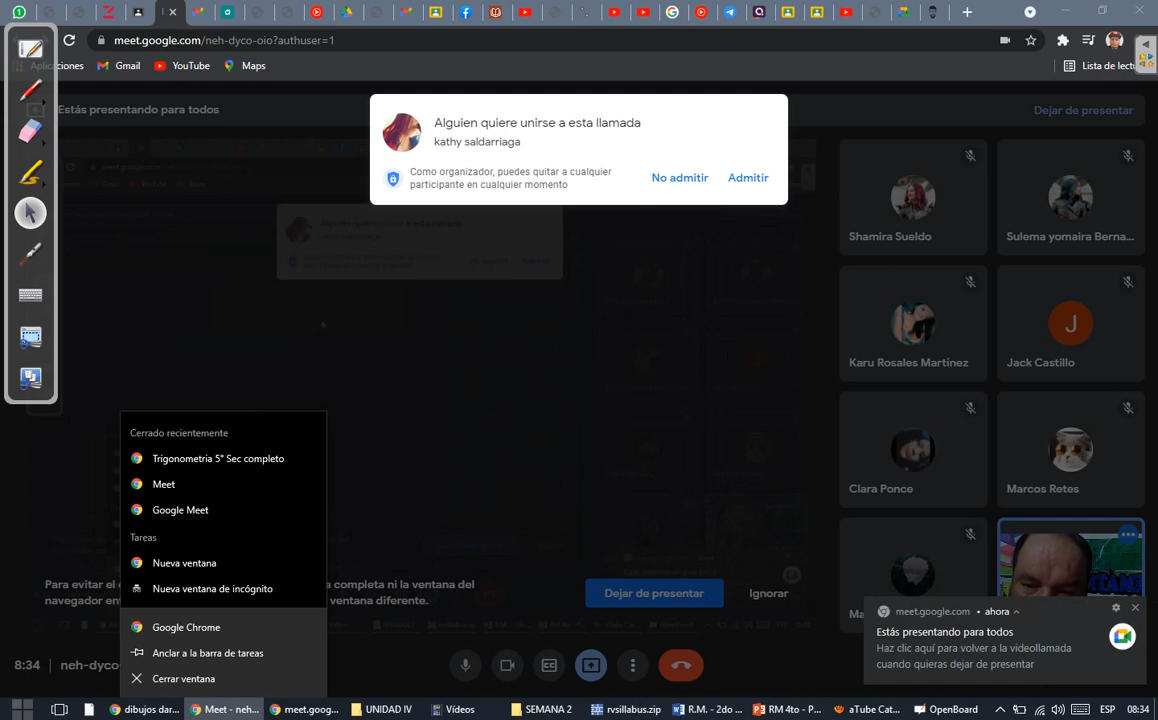 meet.google.com/neh-dyco-oio?authuser=1
Aplicaciones
Gmail
YouTube
Maps
Lista de lectu
Estás presentando para todos
Dejar de presentar
Alguien quiere unirse a esta llamada
kathy saldarriaga
Como organizador, puedes quitar a cualquier
participante en cualquier momento
No admitir
Admitir
Shamira Sueldo
Sulema yomaira Berna...
Karu Rosales Martínez
J
Jack Castillo
Clara Ponce
Marcos Retes
Ma
Cerrado recientemente
Trigonometria 5° Sec completo
Meet
Google Meet
Tareas
Nueva ventana
Nueva ventana de incógnito
Google Chrome
Anclar a la barra de tareas
Cerrar ventana
Para evitar el
completa ni la ventana del
navegador en
ventana diferente.
Dejar de presentar
Ignorar
meet.google.com • ahora
Estás presentando para todos
Haz clic aquí para volver a la videollamada
cuando quieras dejar de presentar
8:34
neh-dyco-
dibujos dar...
Meet - neh...
meet.goog...
UNIDAD IV
Vídeos
SEMANA 2
rvsillabus.zip
R.M. - 2do ...
RM 4to - P...
aTube Cat...
OpenBoard
ESP
08:34